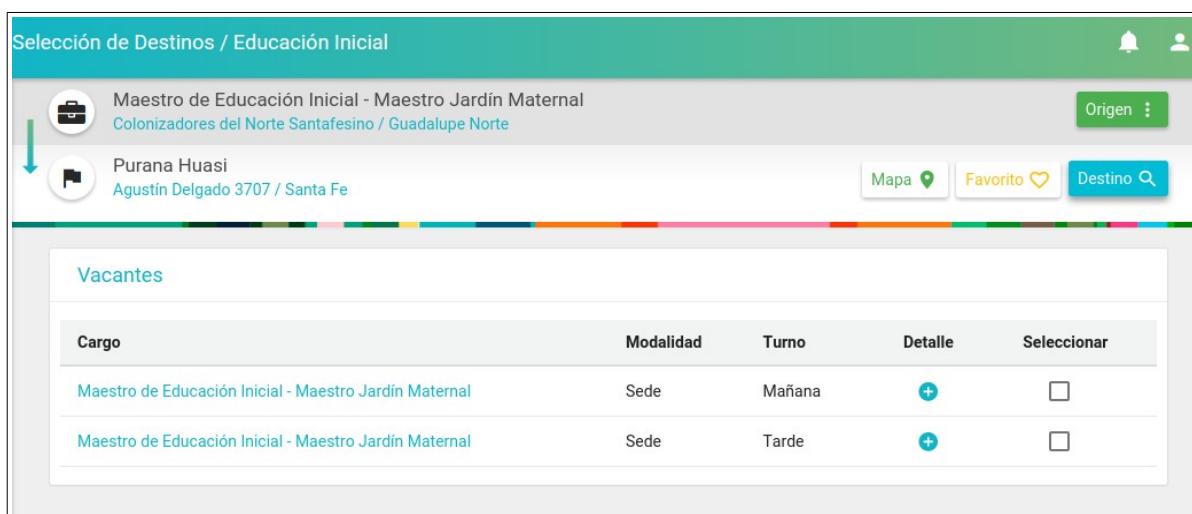 Selección de Destinos / Educación Inicial
Maestro de Educación Inicial - Maestro Jardín Maternal
Colonizadores del Norte Santafesino / Guadalupe Norte
Origen
Purana Huasi
Agustín Delgado 3707 / Santa Fe
Mapa
Favorito
Destino
Vacantes
Cargo Modalidad Turno Detalle Seleccionar
Maestro de Educación Inicial - Maestro Jardín Maternal Sede Mañana
Maestro de Educación Inicial - Maestro Jardín Maternal Sede Tarde